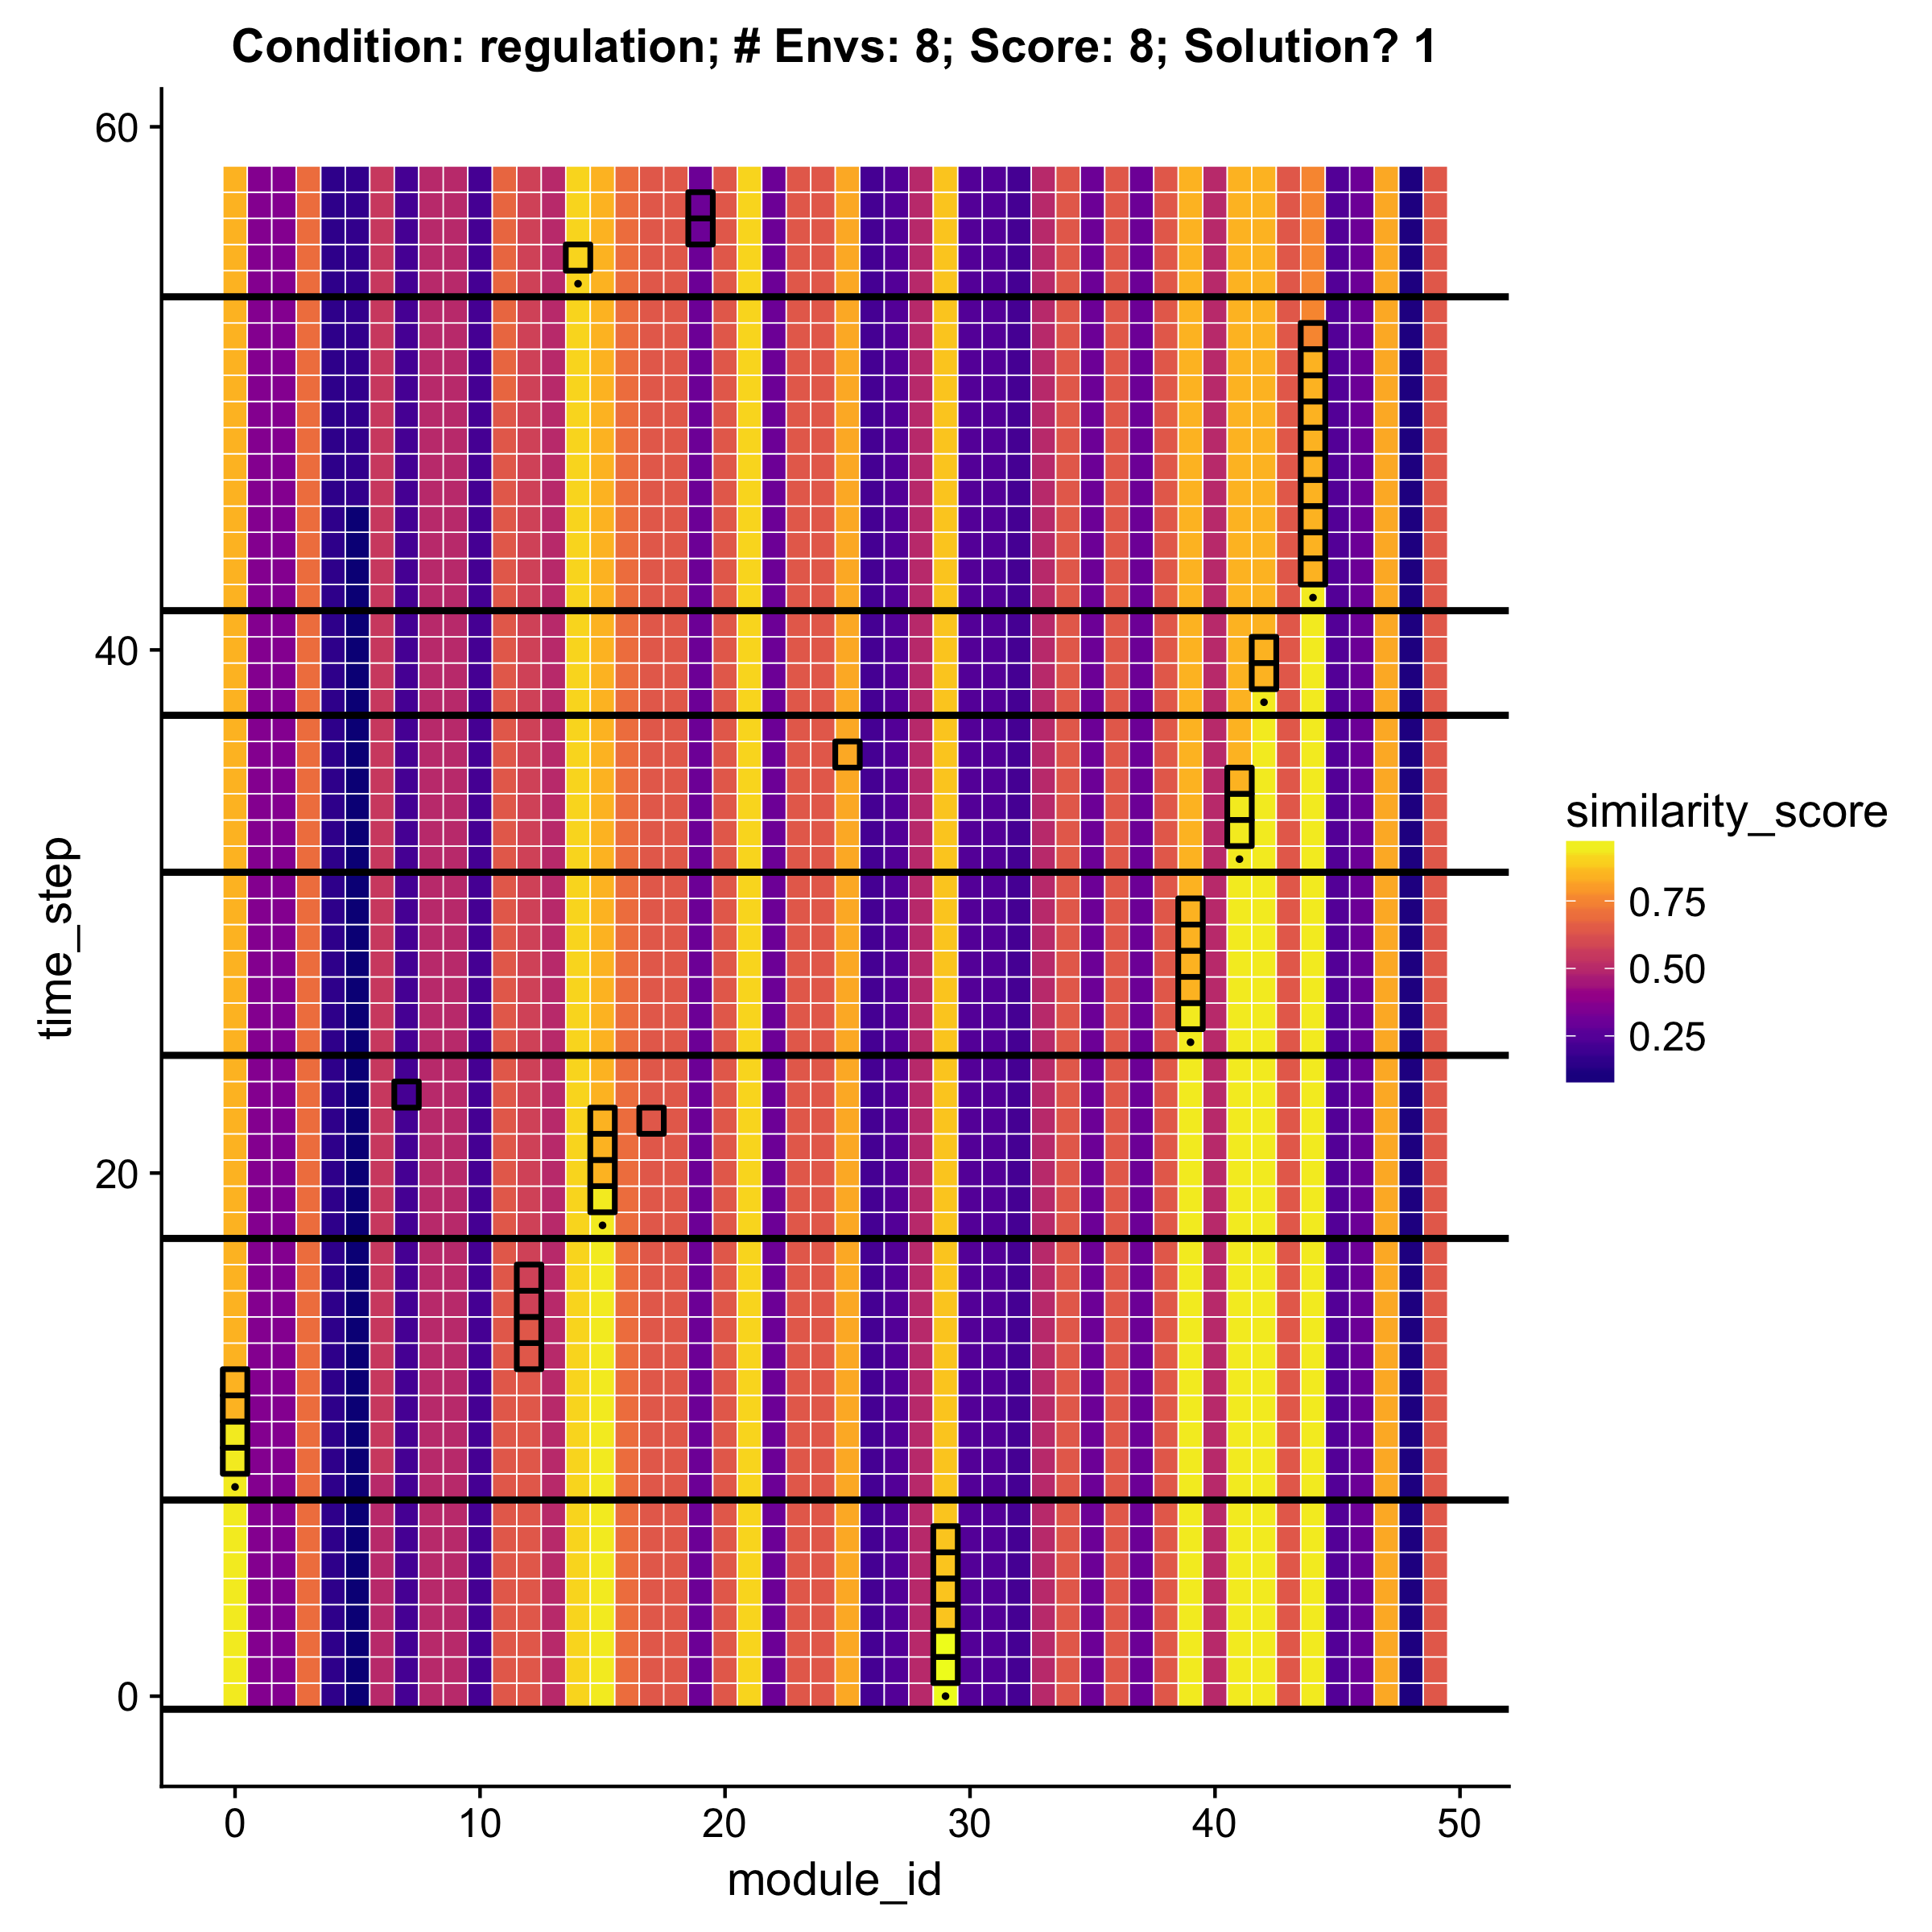 Condition: regulation; # Envs: 8; Score: 8; Solution? 1
60
40
20
0
time_step
0 10 20 30 40 50
module_id
similarity_score
0.75
0.50
0.25